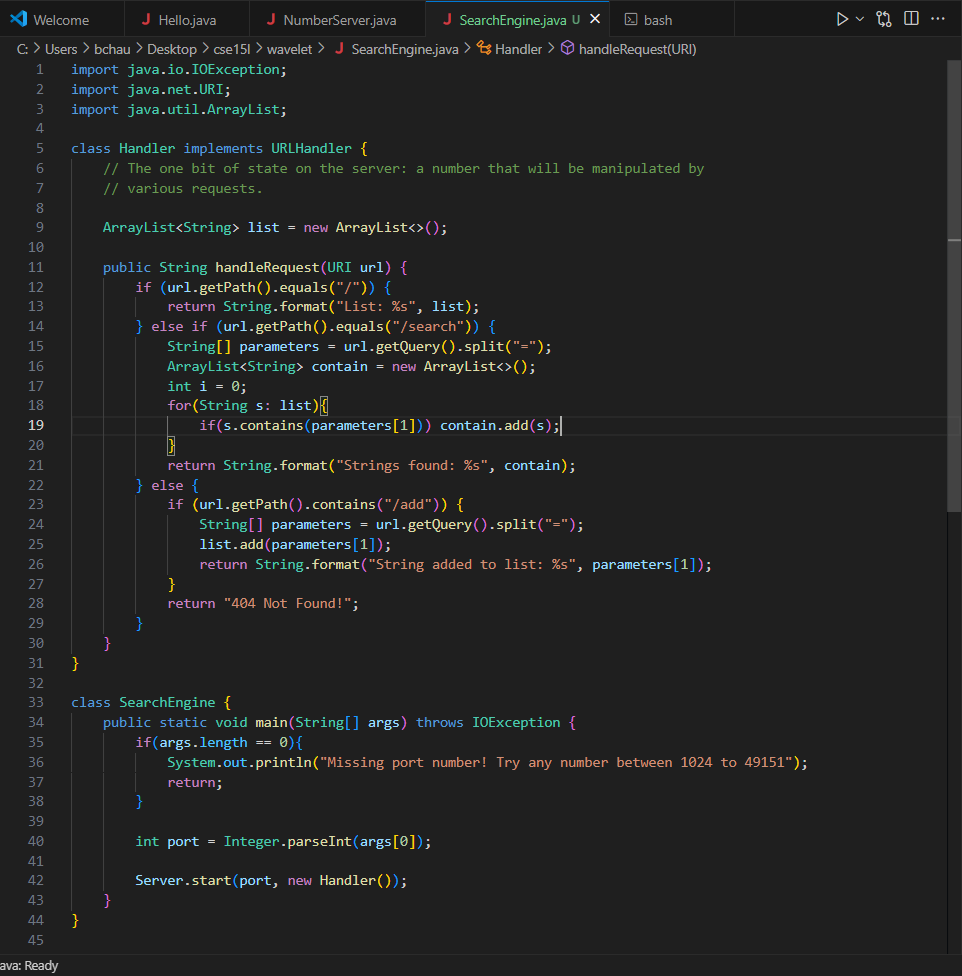 Welcome Hello.java NumberServer.java SearchEngine.java U bash
C: > Users > bchau > Desktop > cse15l > wavelet > SearchEngine.java > Handler > handleRequest(URI)
1 import java.io.IOException;
2 import java.net.URI;
3 import java.util.ArrayList;
4
5 class Handler implements URLHandler {
6 // The one bit of state on the server: a number that will be manipulated by
7 // various requests.
8
9 ArrayList<String> list = new ArrayList<>();
10
11 public String handleRequest(URI url) {
12 if (url.getPath().equals("/")) {
13 return String.format("List: %s", list);
14 } else if (url.getPath().equals("/search")) {
15 String[] parameters = url.getQuery().split("=");
16 ArrayList<String> contain = new ArrayList<>();
17 int i = 0;
18 for(String s: list){
19 if(s.contains(parameters[1])) contain.add(s);
20 }
21 return String.format("Strings found: %s", contain);
22 } else {
23 if (url.getPath().contains("/add")) {
24 String[] parameters = url.getQuery().split("=");
25 list.add(parameters[1]);
26 return String.format("String added to list: %s", parameters[1]);
27 }
28 return "404 Not Found!";
29 }
30 }
31 }
32
33 class SearchEngine {
34 public static void main(String[] args) throws IOException {
35 if(args.length == 0){
36 System.out.println("Missing port number! Try any number between 1024 to 49151");
37 return;
38 }
39
40 int port = Integer.parseInt(args[0]);
41
42 Server.start(port, new Handler());
43 }
44 }
45
ava: Ready